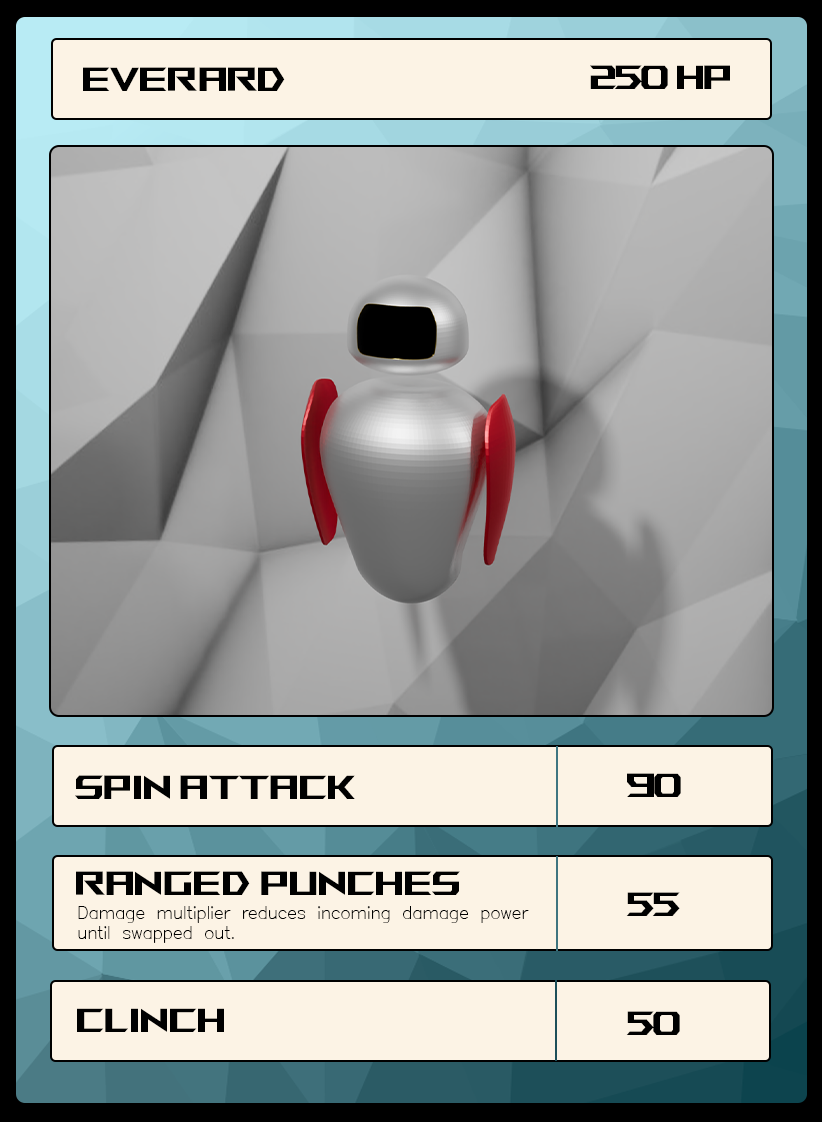 EVERARD 250 HP
SPIN ATTACK 90
RANGED PUNCHES 55
Damage multiplier reduces incoming damage power
until swapped out.
CLINCH 50